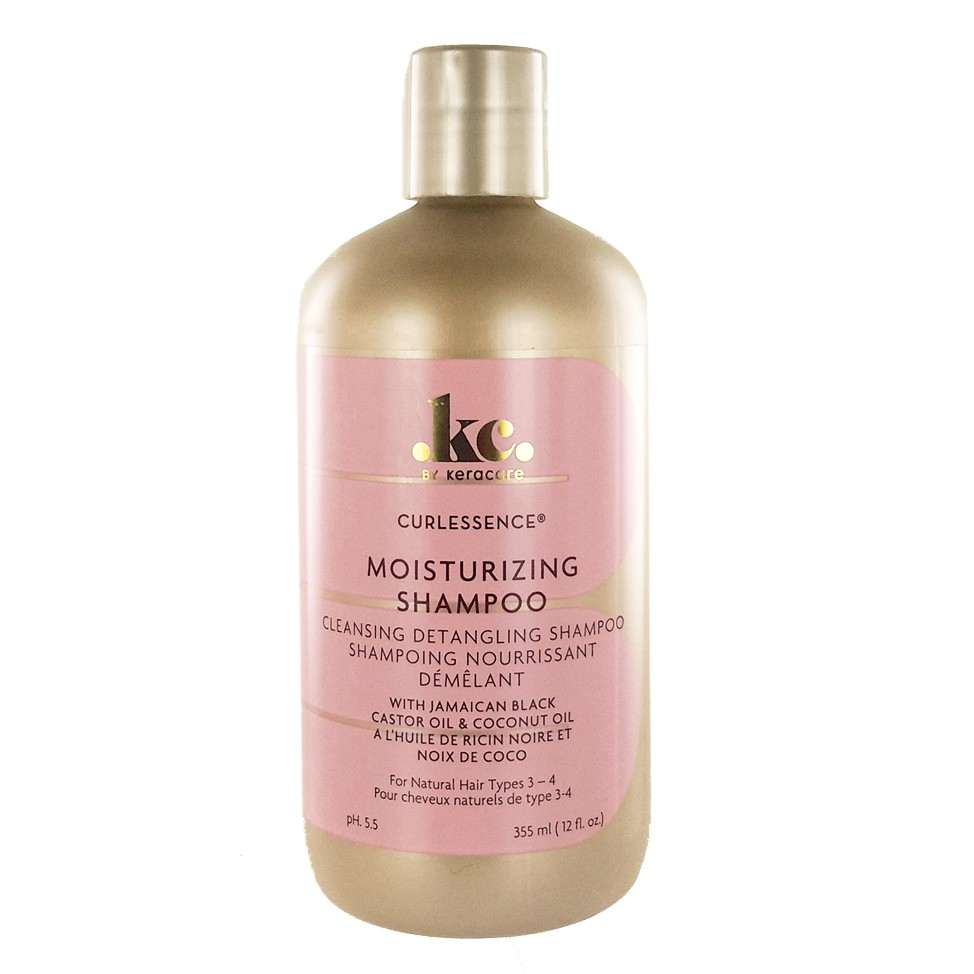 .kc.
BY keracare
CURLESSENCE®
MOISTURIZING
SHAMPOO
CLEANSING DETANGLING SHAMPOO
SHAMPOING NOURRISSANT
DÉMÊLANT
WITH JAMAICAN BLACK
CASTOR OIL & COCONUT OIL
A L'HUILE DE RICIN NOIRE ET
NOIX DE COCO
For Natural Hair Types 3 – 4
Pour cheveux naturels de type 3-4
pH. 5.5
355 ml ( 12 fl. oz.)